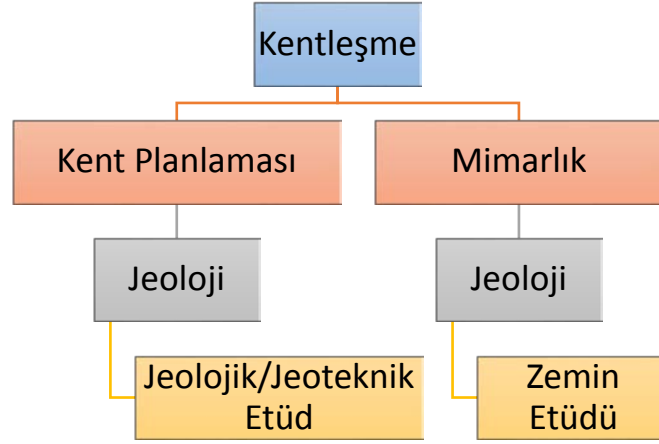 Kentleşme
Kent Planlaması
Mimarlık
Jeoloji
Jeoloji
Jeolojik/Jeoteknik
Etüd
Zemin
Etüdü